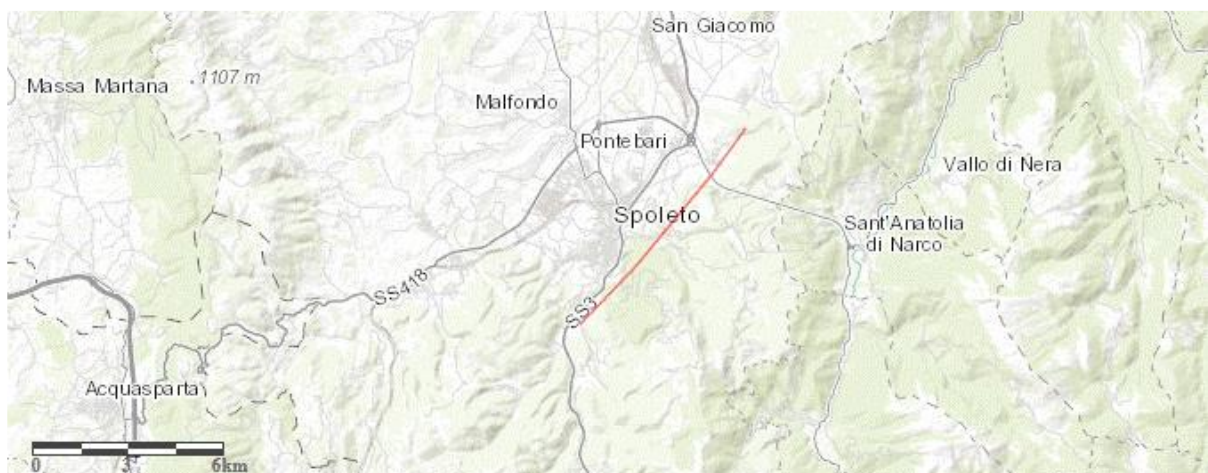 San Giacomo
1107 m
Massa Martana
Malfondo
Pontebari
Vallo di Nera
Spoleto
Sant'Anatolia
di Narco
SS418
SS3
Acquasparta
0 3 6km